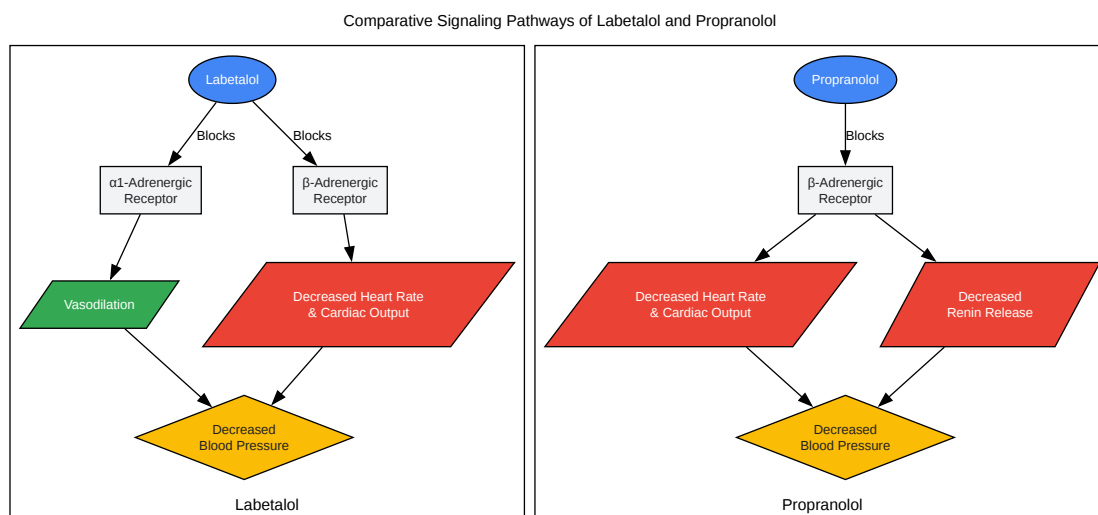 Comparative Signaling Pathways of Labetalol and Propranolol
Labetalol
Blocks
Blocks
α1-Adrenergic
Receptor
β-Adrenergic
Receptor
Vasodilation
Decreased Heart Rate
& Cardiac Output
Decreased
Blood Pressure
Labetalol
Propranolol
Blocks
β-Adrenergic
Receptor
Decreased Heart Rate
& Cardiac Output
Decreased
Renin Release
Decreased
Blood Pressure
Propranolol